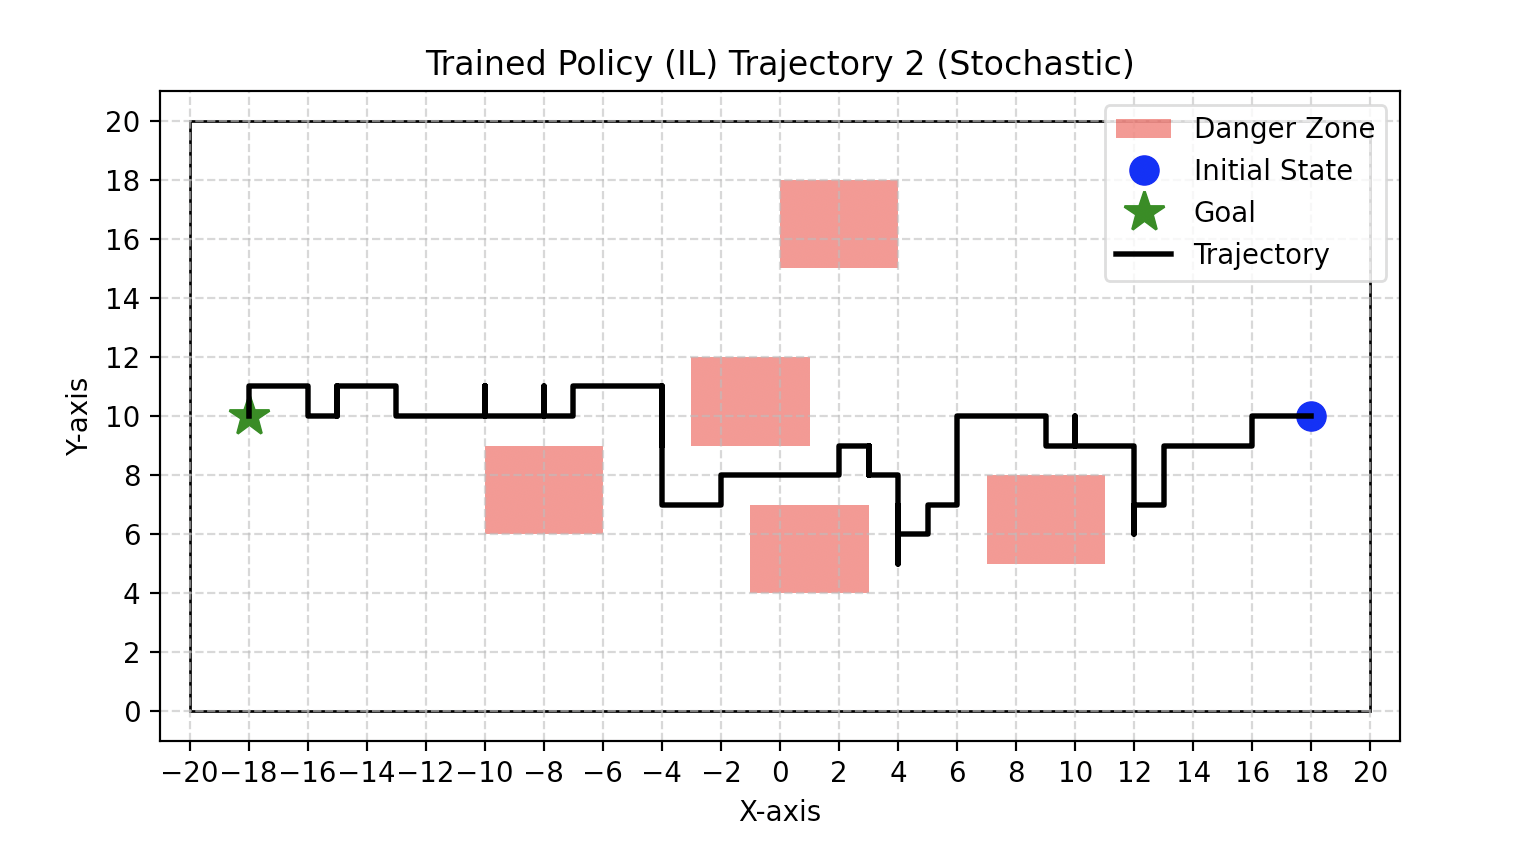 Trained Policy (IL) Trajectory 2 (Stochastic)
Danger Zone
Initial State
Goal
Trajectory
20
18
16
14
12
10
8
6
4
2
0
Y-axis
−20 −18 −16 −14 −12 −10 −8 −6 −4 −2 0 2 4 6 8 10 12 14 16 18 20
X-axis